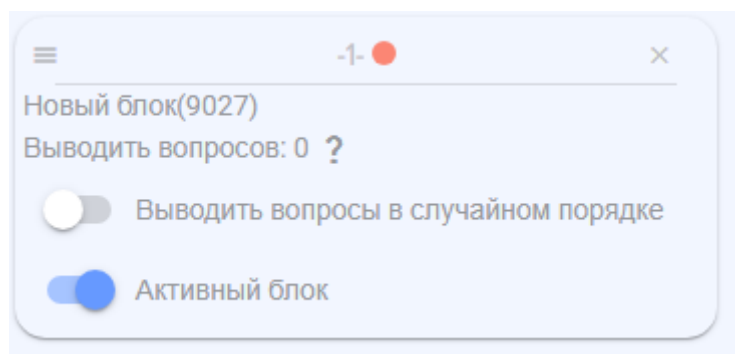 -1-
Новый блок(9027)
Выводить вопросов: 0 ?
Выводить вопросы в случайном порядке
Активный блок